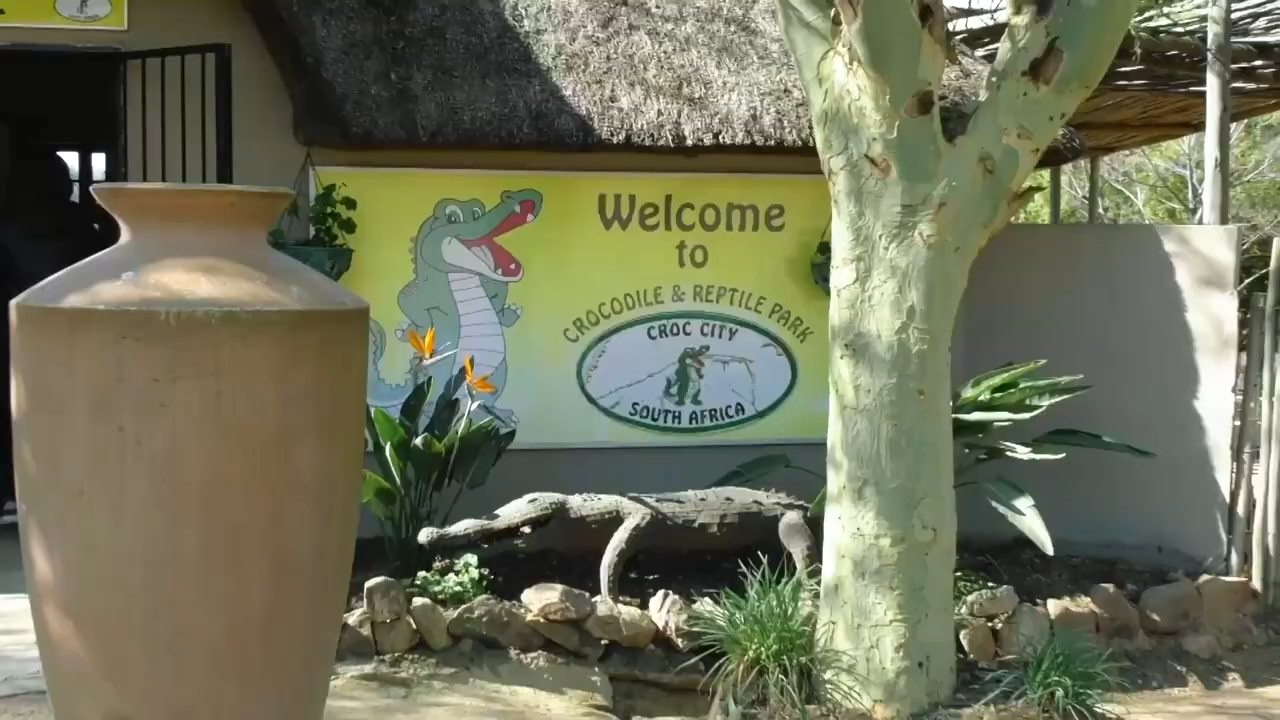 Welcome
to
CROCODILE & REPTILE PARK
CROC CITY
SOUTH AFRICA